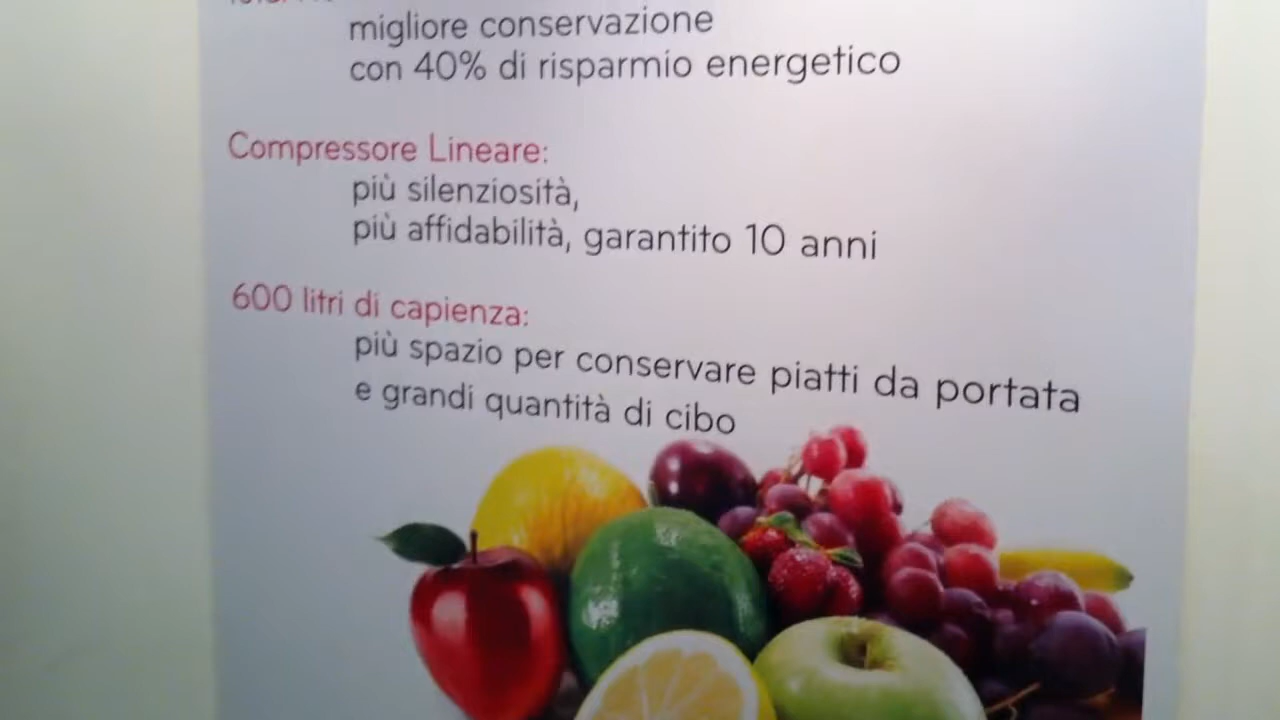 migliore conservazione
con 40% di risparmio energetico
Compressore Lineare:
più silenziosità,
più affidabilità, garantito 10 anni
600 litri di capienza:
più spazio per conservare piatti da portata
e grandi quantità di cibo